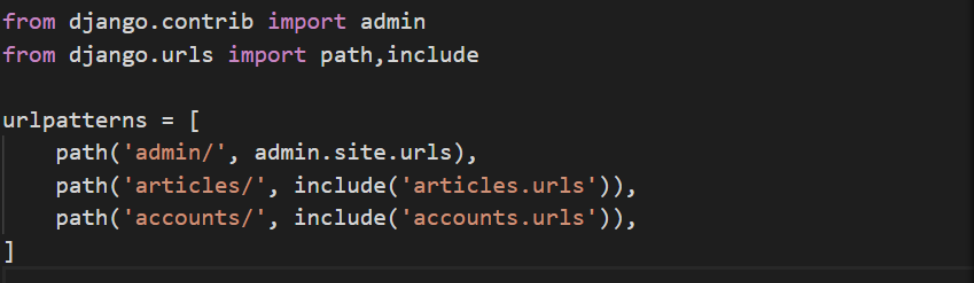 from django.contrib import admin
from django.urls import path,include
urlpatterns = [
    path('admin/', admin.site.urls),
    path('articles/', include('articles.urls')),
    path('accounts/', include('accounts.urls')),
]